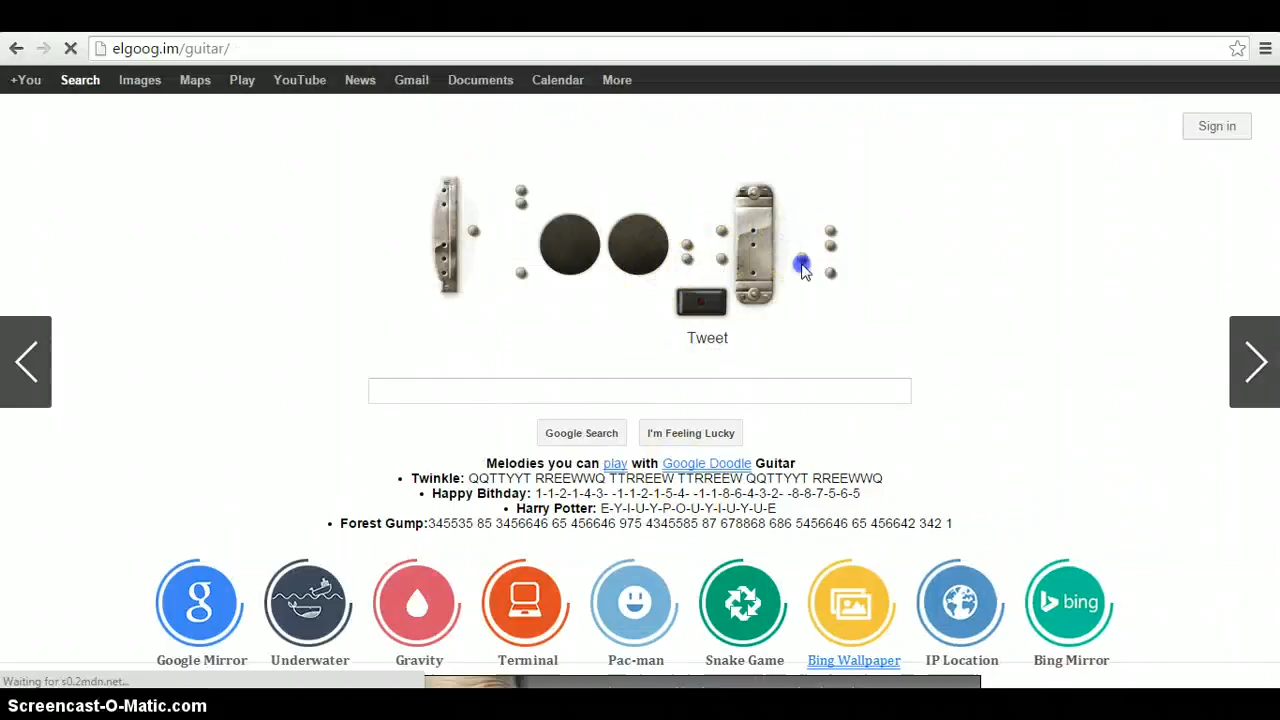 elgoog.im/guitar/
+You Search Images Maps Play YouTube News Gmail Documents Calendar More
Sign in
Tweet
Google Search I'm Feeling Lucky
Melodies you can play with Google Doodle Guitar
• Twinkle: QQTTYYT RREEWWQ TTRREEW TTRREEW QQTTYYT RREEWWQ
• Happy Bithday: 1-1-2-1-4-3- -1-1-2-1-5-4- -1-1-8-6-4-3-2- -8-8-7-5-6-5
• Harry Potter: E-Y-I-U-Y-P-O-U-Y-I-U-Y-U-E
• Forest Gump:345535 85 3456646 65 456646 975 4345585 87 678868 686 5456646 65 456642 342 1
g bing
Google Mirror Underwater Gravity Terminal Pac-man Snake Game Bing Wallpaper IP Location Bing Mirror
Waiting for s0.2mdn.net...
Screencast-O-Matic.com